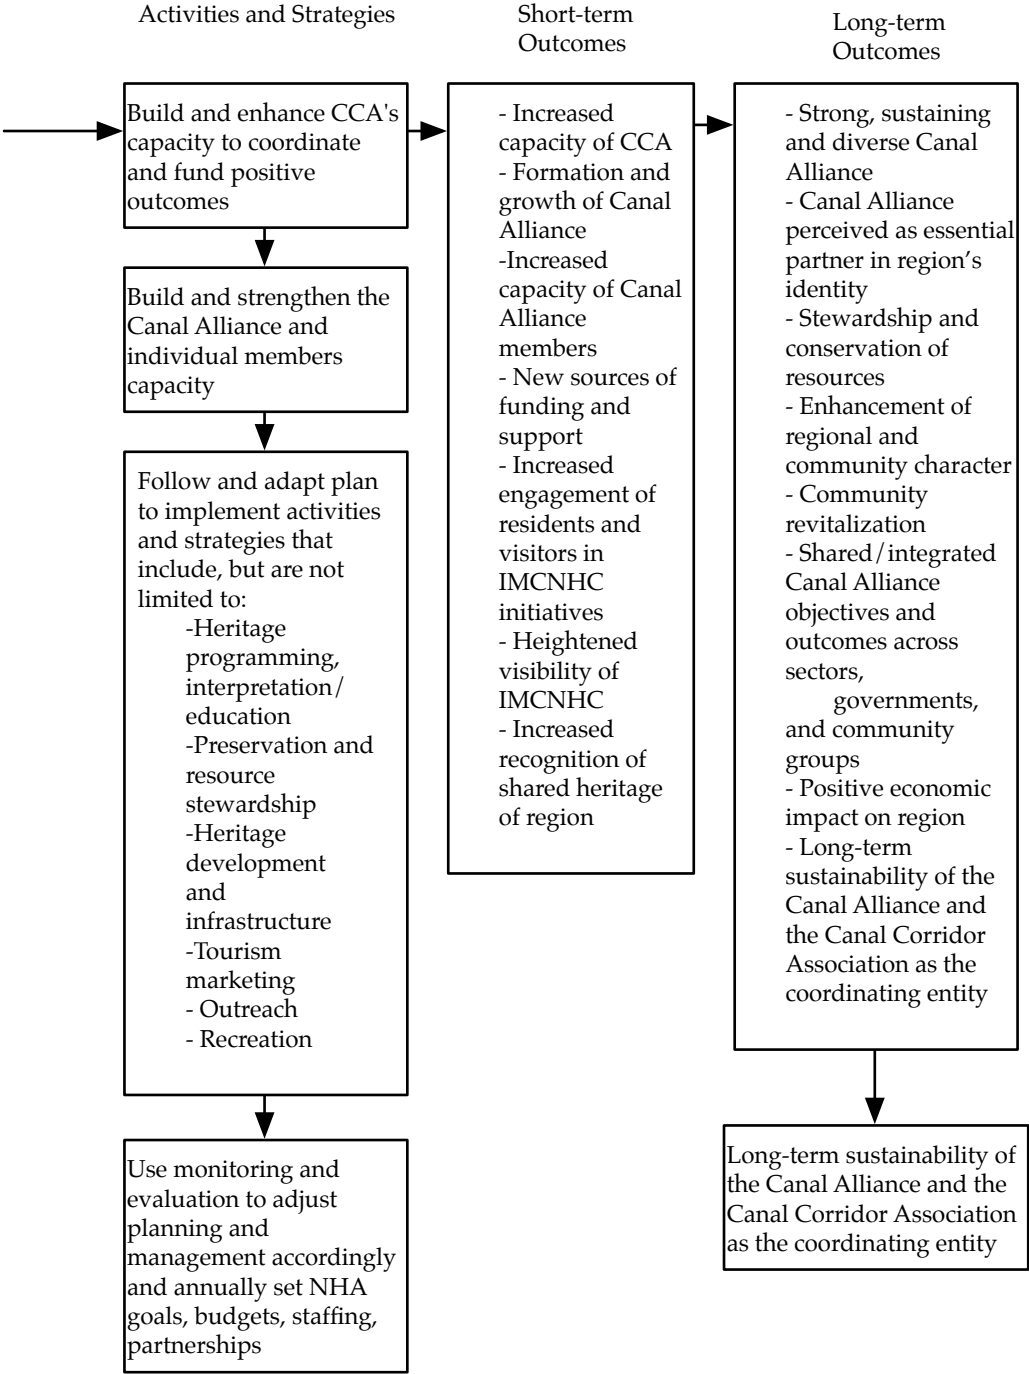 Activities and Strategies
Short-term
Outcomes
Long-term
Outcomes
Build and enhance CCA's
capacity to coordinate
and fund positive
outcomes
Build and strengthen the
Canal Alliance and
individual members
capacity
Follow and adapt plan
to implement activities
and strategies that
include, but are not
limited to:
-Heritage
programming,
interpretation/
education
-Preservation and
resource
stewardship
-Heritage
development
and
infrastructure
-Tourism
marketing
- Outreach
- Recreation
Use monitoring and
evaluation to adjust
planning and
management accordingly
and annually set NHA
goals, budgets, staffing,
partnerships
- Increased
capacity of CCA
- Formation and
growth of Canal
Alliance
-Increased
capacity of Canal
Alliance
members
- New sources of
funding and
support
- Increased
engagement of
residents and
visitors in
IMCNHC
initiatives
- Heightened
visibility of
IMCNHC
- Increased
recognition of
shared heritage
of region
- Strong, sustaining
and diverse Canal
Alliance
- Canal Alliance
perceived as essential
partner in region’s
identity
- Stewardship and
conservation of
resources
- Enhancement of
regional and
community character
- Community
revitalization
- Shared/integrated
Canal Alliance
objectives and
outcomes across
sectors,
governments,
and community
groups
- Positive economic
impact on region
- Long-term
sustainability of the
Canal Alliance and
the Canal Corridor
Association as the
coordinating entity
Long-term sustainability of
the Canal Alliance and the
Canal Corridor Association
as the coordinating entity